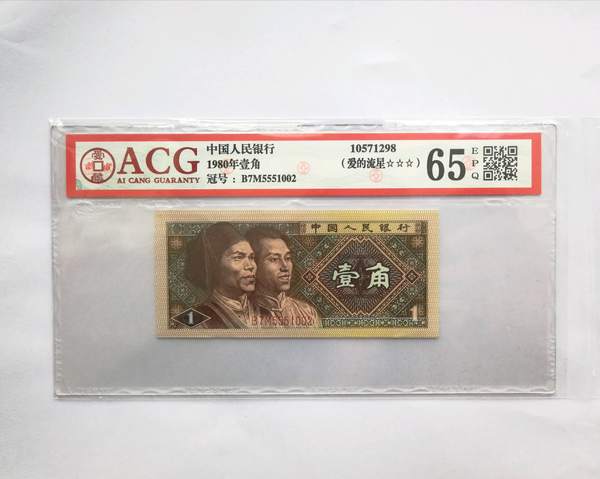 ACG
AI CANG GUARANTY
中国人民银行
1980年壹角
冠号：B7M5551002
10571298
（爱的流星☆☆☆）
65
E
P
Q
中国人民银行
壹角
1
B7M5551002
1